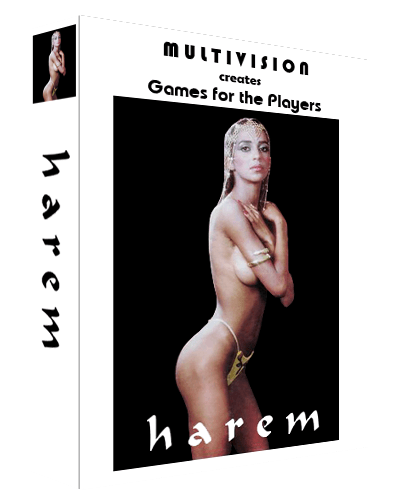 MULTIVISION
creates
Games for the Players
harem
harem